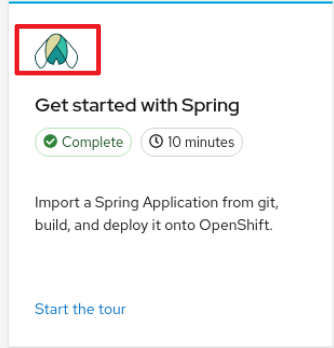 Get started with Spring
Complete
10 minutes
Import a Spring Application from git,
build, and deploy it onto OpenShift.
Start the tour